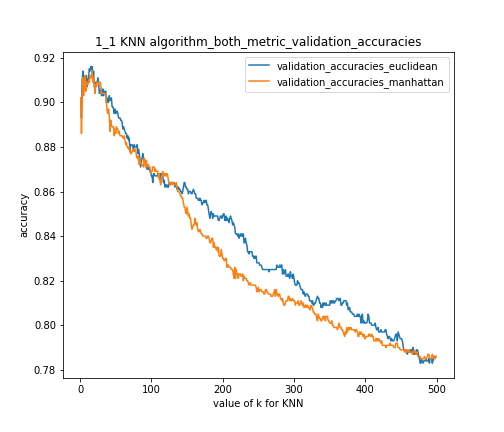 1_1 KNN algorithm_both_metric_validation_accuracies
validation_accuracies_euclidean
validation_accuracies_manhattan
accuracy
0.92
0.90
0.88
0.86
0.84
0.82
0.80
0.78
0 100 200 300 400 500
value of k for KNN